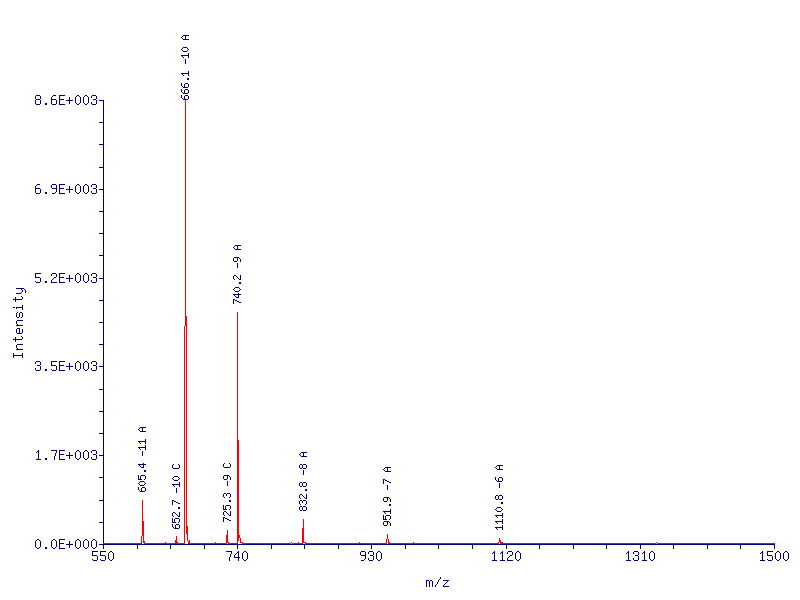 666.1 -10 A
8.6E+003
6.9E+003
740.2 -9 A
5.2E+003
Intensity
3.5E+003
605.4 -11 A
652.7 -10 C
725.3 -9 C
832.8 -8 A
951.9 -7 A
1110.8 -6 A
1.7E+003
0.0E+000
550 740 930 1120 1310 1500
m/z